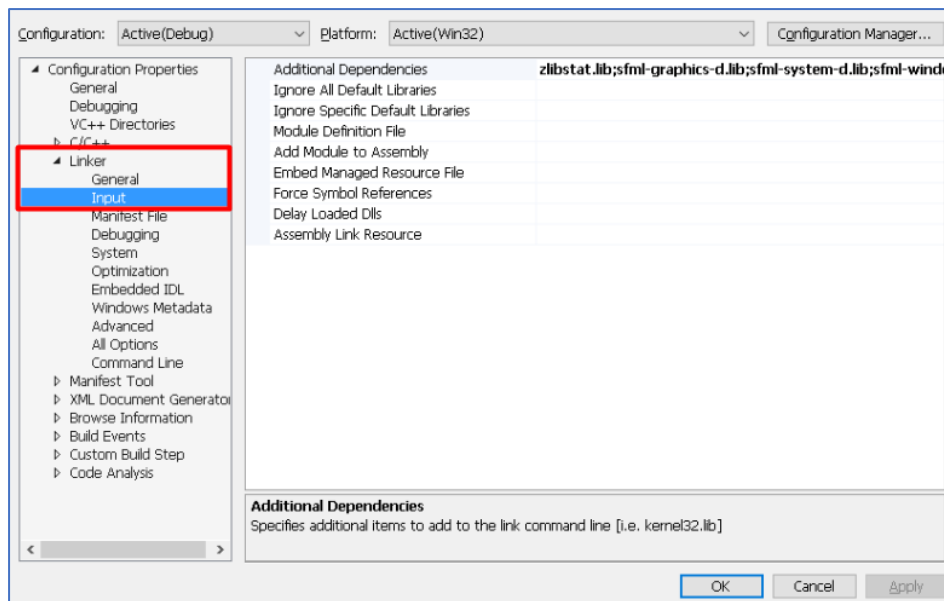 Configuration: Active(Debug) Platform: Active(Win32) Configuration Manager...
Configuration Properties
General
Debugging
VC++ Directories
C/C++
Linker
General
Input
Manifest File
Debugging
System
Optimization
Embedded IDL
Windows Metadata
Advanced
All Options
Command Line
Manifest Tool
XML Document Generator
Browse Information
Build Events
Custom Build Step
Code Analysis
Additional Dependencies zlibstat.lib;sfml-graphics-d.lib;sfml-system-d.lib;sfml-windo
Ignore All Default Libraries
Ignore Specific Default Libraries
Module Definition File
Add Module to Assembly
Embed Managed Resource File
Force Symbol References
Delay Loaded Dlls
Assembly Link Resource
Additional Dependencies
Specifies additional items to add to the link command line [i.e. kernel32.lib]
OK Cancel Apply